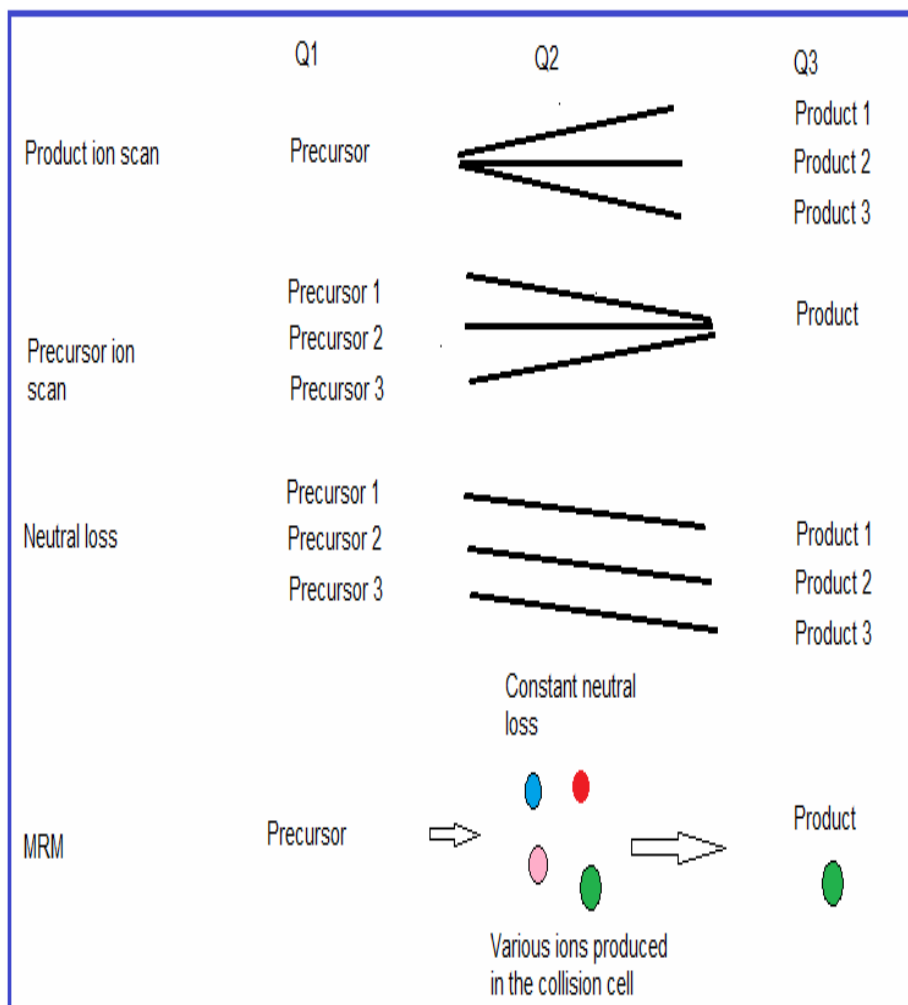 Q1
Q2
Q3
Product ion scan
Precursor
Product 1
Product 2
Product 3
Precursor ion
scan
Precursor 1
Precursor 2
Precursor 3
Product
Neutral loss
Precursor 1
Precursor 2
Precursor 3
Product 1
Product 2
Product 3
Constant neutral
loss
MRM
Precursor
Various ions produced
in the collision cell
Product